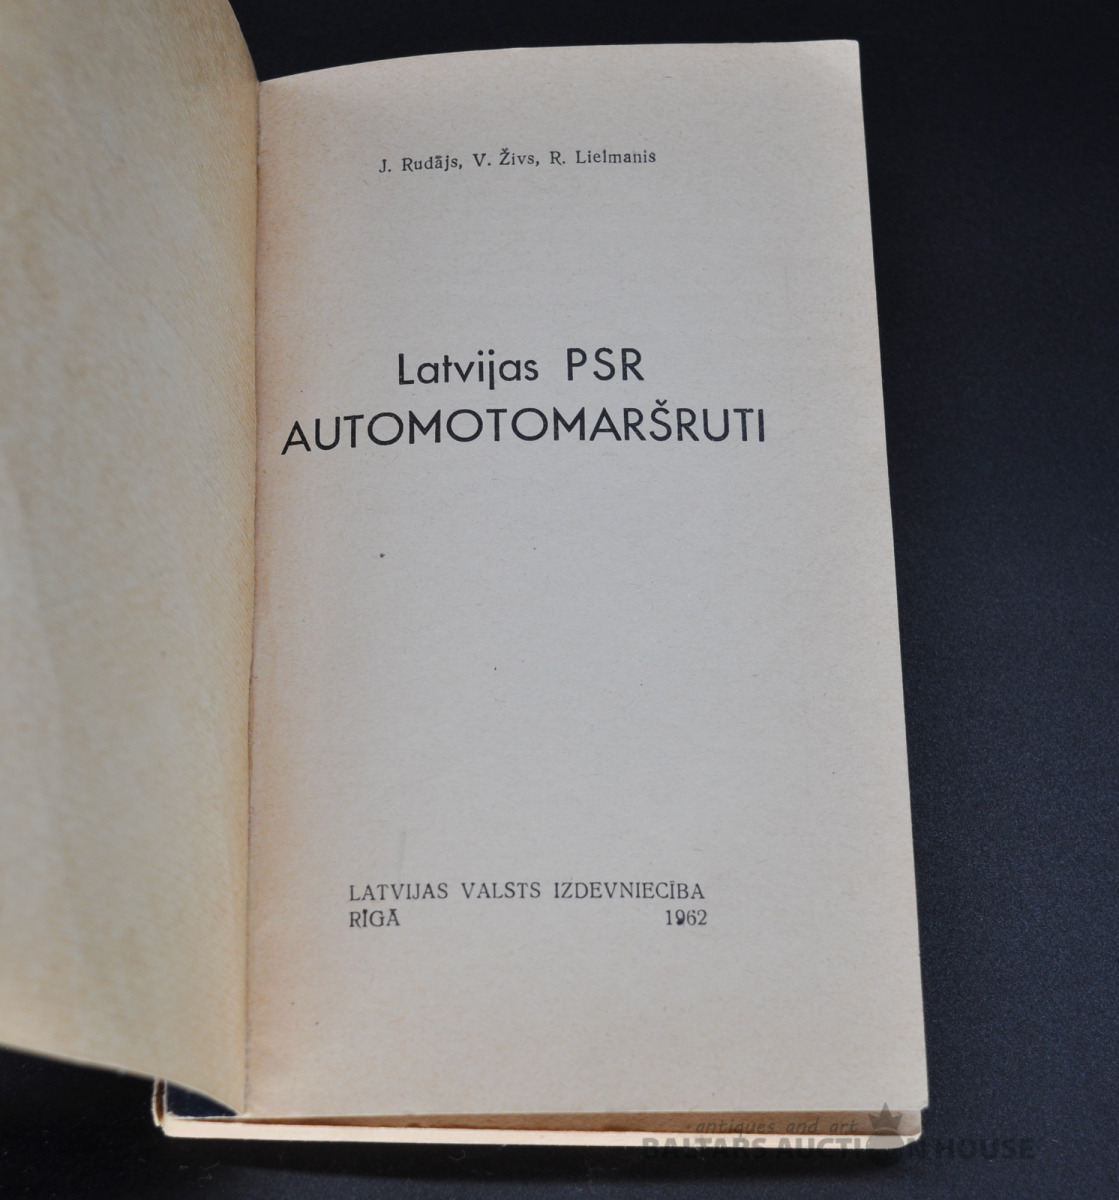 J. Rudājs, V. Živs, R. Lielmanis
Latvijas PSR
AUTOMOTOMARŠRUTI
LATVIJAS VALSTS IZDEVNIECĪBA
RĪGĀ 1962
antiques and art
BALTARS AUCTION HOUSE